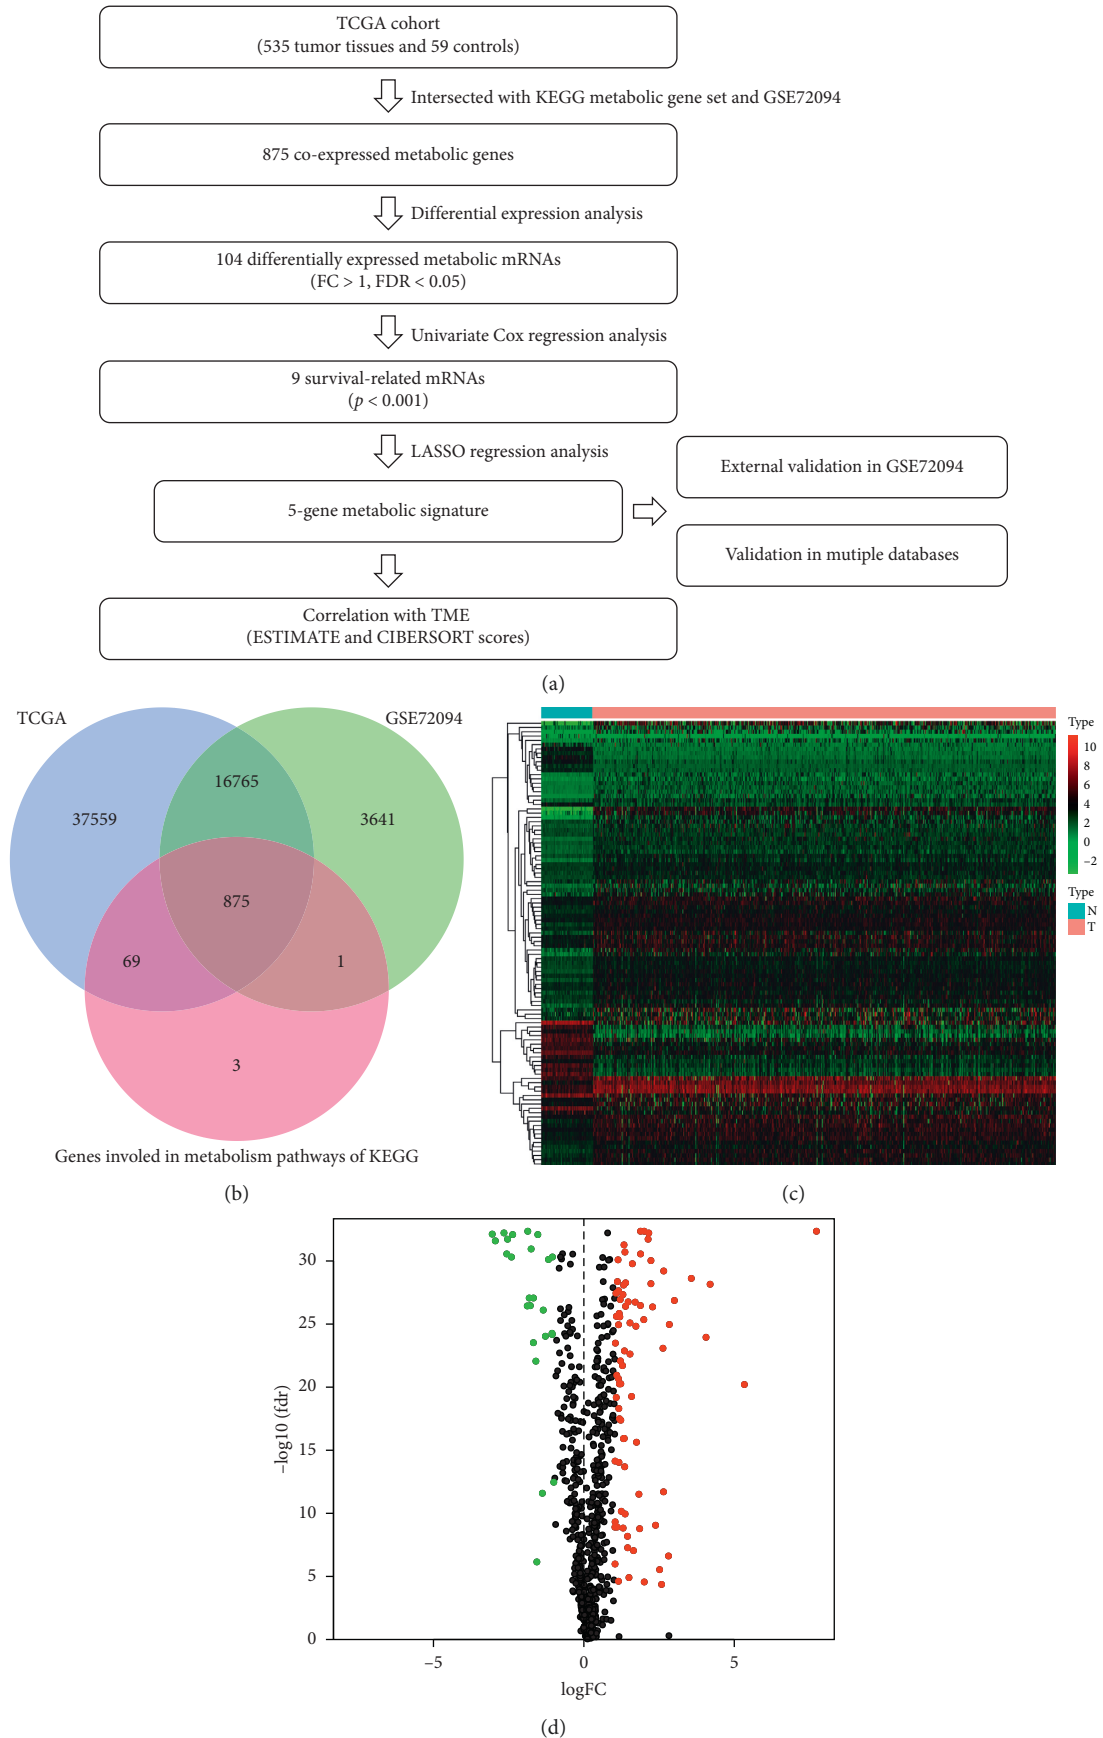 TCGA cohort
(535 tumor tissues and 59 controls)
Intersected with KEGG metabolic gene set and GSE72094
875 co-expressed metabolic genes
Differential expression analysis
104 differentially expressed metabolic mRNAs
(FC > 1, FDR < 0.05)
Univariate Cox regression analysis
9 survival-related mRNAs
(p < 0.001)
LASSO regression analysis
External validation in GSE72094
5-gene metabolic signature
Validation in mutiple databases
Correlation with TME
(ESTIMATE and CIBERSORT scores)
(a)
TCGA
GSE72094
16765
37559
3641
875
69
1
3
Genes involed in metabolism pathways of KEGG
(b)
Type
10
8
6
4
2
0
−2
Type
N
T
(c)
30
25
20
15
10
5
0
−log10 (fdr)
−5
0
5
logFC
(d)